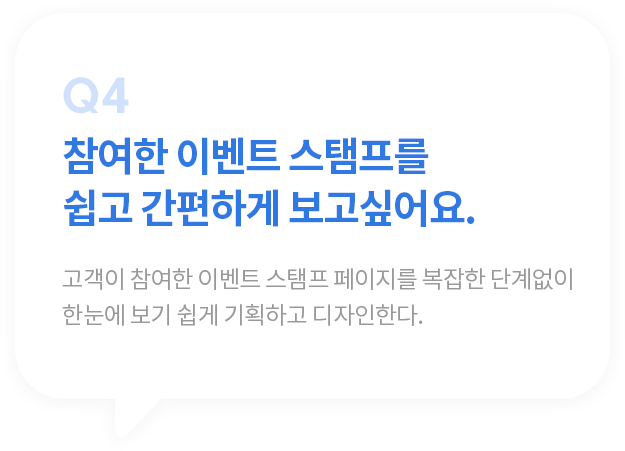 Q4
참여한 이벤트 스탬프를
쉽고 간편하게 보고싶어요.
고객이 참여한 이벤트 스탬프 페이지를 복잡한 단계없이
한눈에 보기 쉽게 기획하고 디자인한다.